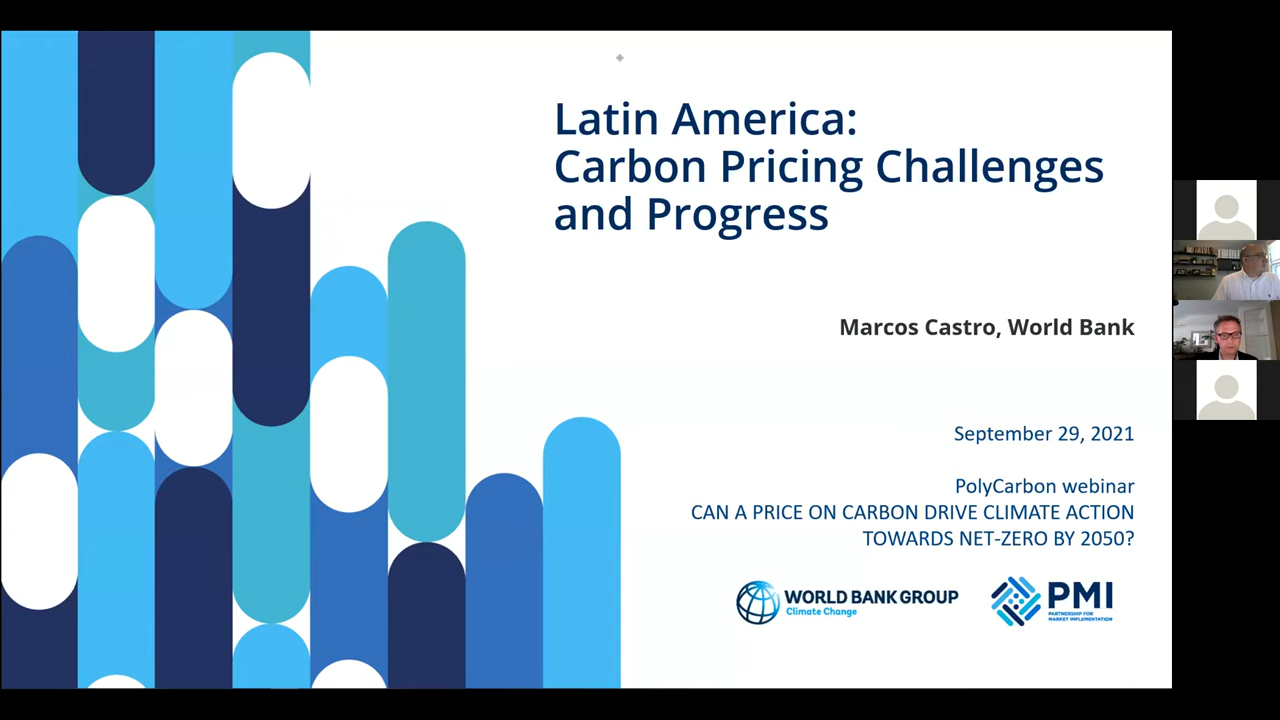 Latin America:
Carbon Pricing Challenges
and Progress
Marcos Castro, World Bank
September 29, 2021
PolyCarbon webinar
CAN A PRICE ON CARBON DRIVE CLIMATE ACTION
TOWARDS NET-ZERO BY 2050?
WORLD BANK GROUP
Climate Change
PMI
PARTNERSHIP FOR
MARKET IMPLEMENTATION